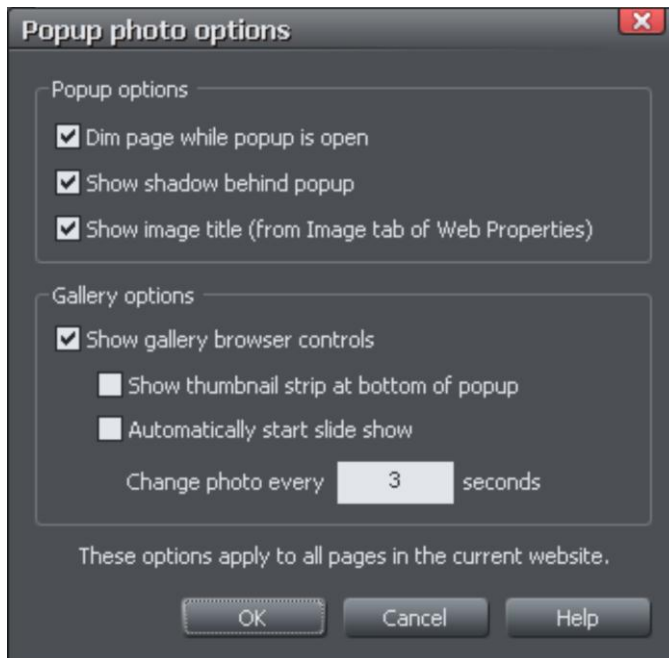 Popup photo options
Popup options
Dim page while popup is open
Show shadow behind popup
Show image title (from Image tab of Web Properties)
Gallery options
Show gallery browser controls
Show thumbnail strip at bottom of popup
Automatically start slide show
Change photo every 3 seconds
These options apply to all pages in the current website.
OK Cancel Help